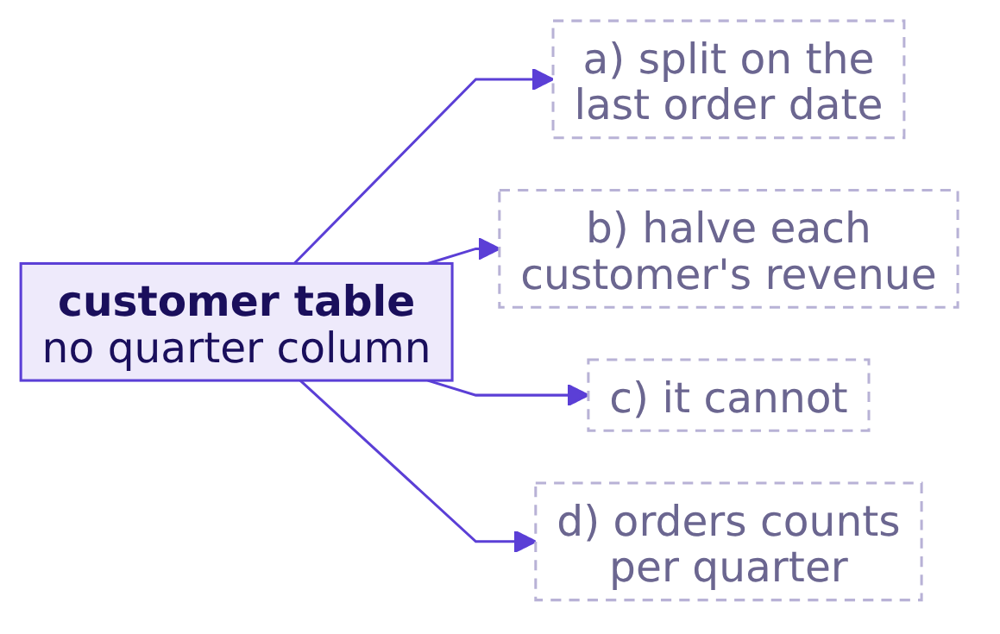 a) split on the
last order date
b) halve each
customer's revenue
customer table
no quarter column
c) it cannot
d) orders counts
per quarter